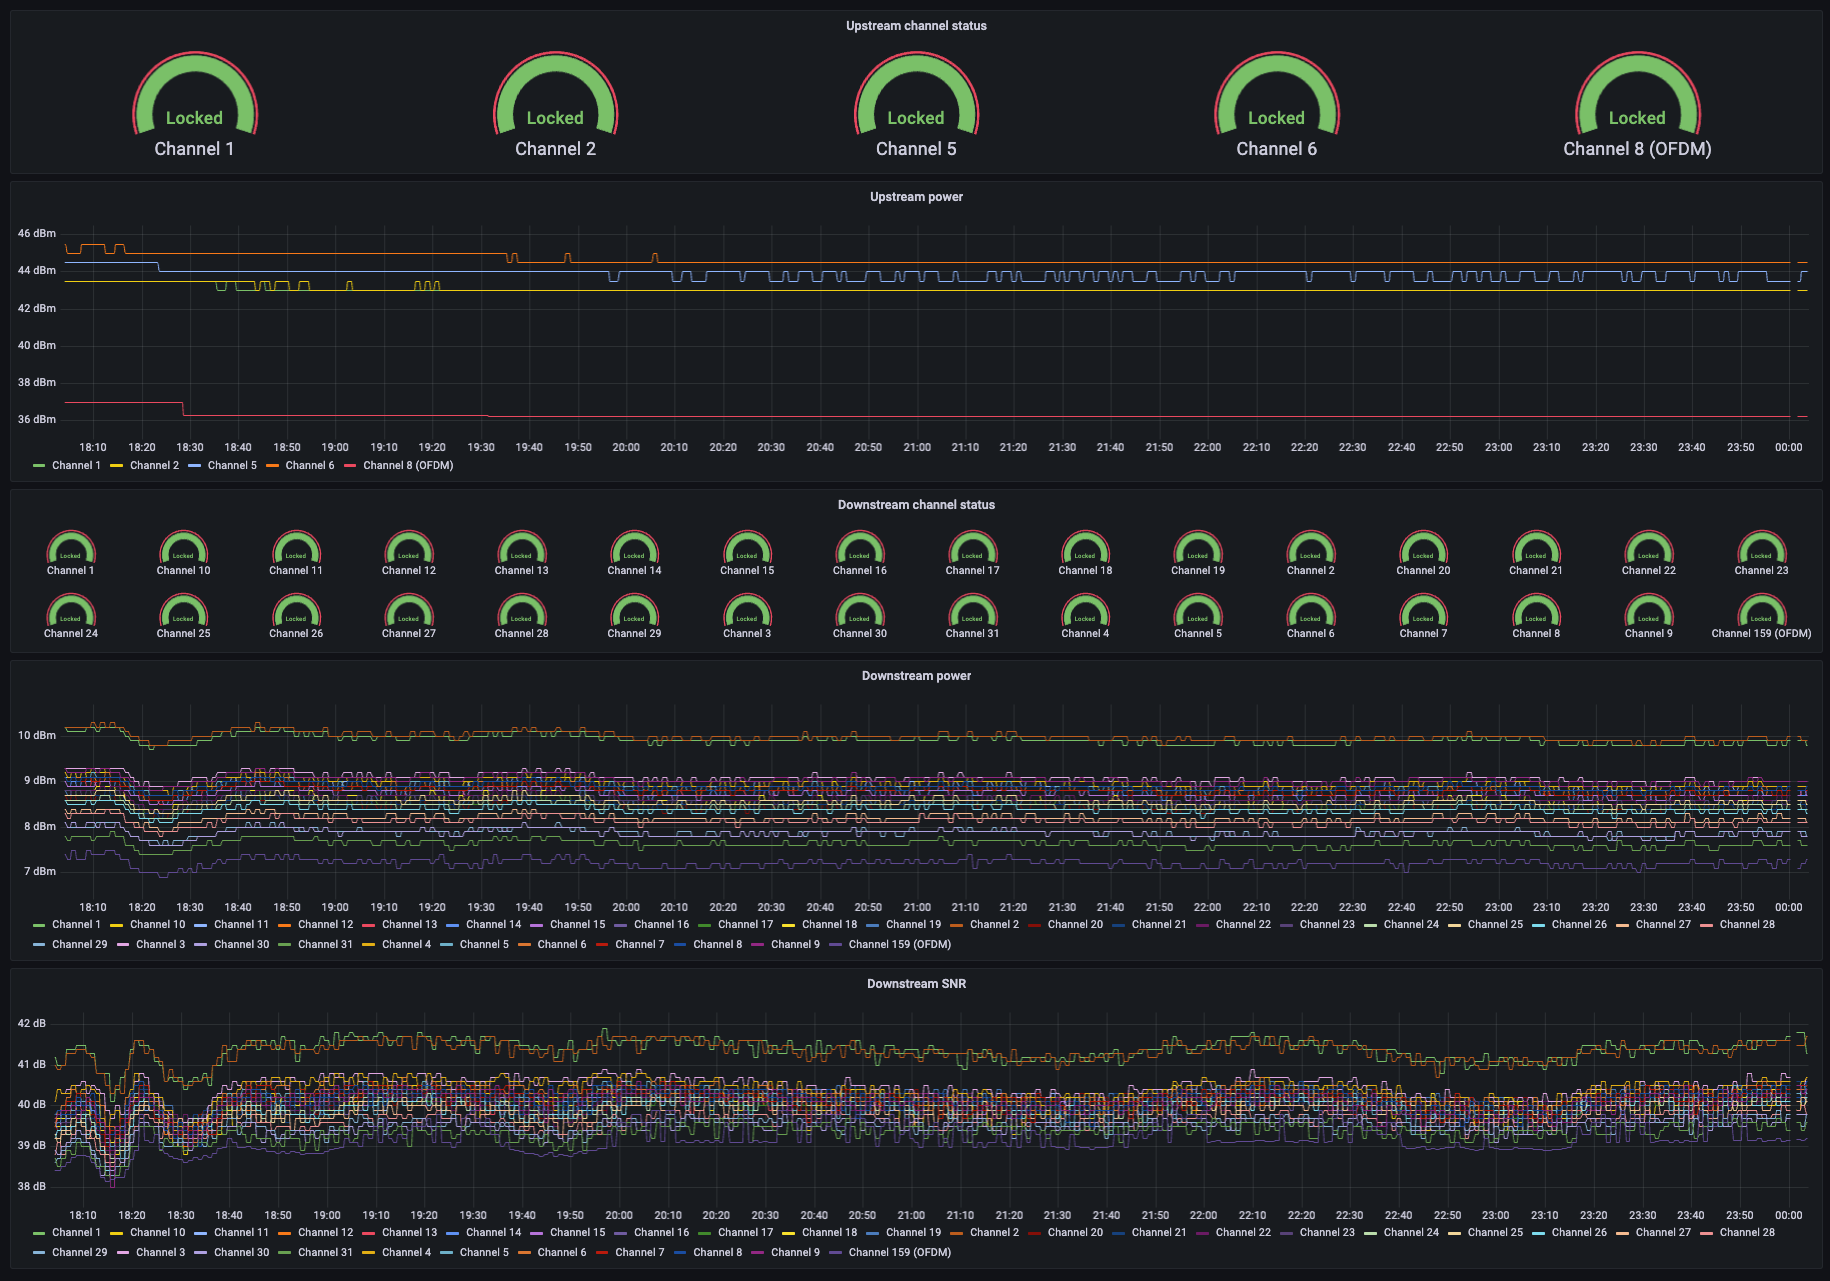 Upstream channel status
Locked Locked Locked Locked Locked
Channel 1 Channel 2 Channel 5 Channel 6 Channel 8 (OFDM)
Upstream power
46 dBm
44 dBm
42 dBm
40 dBm
38 dBm
36 dBm
18:10 18:20 18:30 18:40 18:50 19:00 19:10 19:20 19:30 19:40 19:50 20:00 20:10 20:20 20:30 20:40 20:50 21:00 21:10 21:20 21:30 21:40 21:50 22:00 22:10 22:20 22:30 22:40 22:50 23:00 23:10 23:20 23:30 23:40 23:50 00:00
Channel 1 Channel 2 Channel 5 Channel 6 Channel 8 (OFDM)
Downstream channel status
Locked Locked Locked Locked Locked Locked Locked Locked Locked Locked Locked Locked Locked Locked Locked Locked
Channel 1 Channel 10 Channel 11 Channel 12 Channel 13 Channel 14 Channel 15 Channel 16 Channel 17 Channel 18 Channel 19 Channel 2 Channel 20 Channel 21 Channel 22 Channel 23
Locked Locked Locked Locked Locked Locked Locked Locked Locked Locked Locked Locked Locked Locked Locked Locked
Channel 24 Channel 25 Channel 26 Channel 27 Channel 28 Channel 29 Channel 3 Channel 30 Channel 31 Channel 4 Channel 5 Channel 6 Channel 7 Channel 8 Channel 9 Channel 159 (OFDM)
Downstream power
10 dBm
9 dBm
8 dBm
7 dBm
18:10 18:20 18:30 18:40 18:50 19:00 19:10 19:20 19:30 19:40 19:50 20:00 20:10 20:20 20:30 20:40 20:50 21:00 21:10 21:20 21:30 21:40 21:50 22:00 22:10 22:20 22:30 22:40 22:50 23:00 23:10 23:20 23:30 23:40 23:50 00:00
Channel 1 Channel 10 Channel 11 Channel 12 Channel 13 Channel 14 Channel 15 Channel 16 Channel 17 Channel 18 Channel 19 Channel 2 Channel 20 Channel 21 Channel 22 Channel 23 Channel 24 Channel 25 Channel 26 Channel 27 Channel 28
Channel 29 Channel 3 Channel 30 Channel 31 Channel 4 Channel 5 Channel 6 Channel 7 Channel 8 Channel 9 Channel 159 (OFDM)
Downstream SNR
42 dB
41 dB
40 dB
39 dB
38 dB
18:10 18:20 18:30 18:40 18:50 19:00 19:10 19:20 19:30 19:40 19:50 20:00 20:10 20:20 20:30 20:40 20:50 21:00 21:10 21:20 21:30 21:40 21:50 22:00 22:10 22:20 22:30 22:40 22:50 23:00 23:10 23:20 23:30 23:40 23:50 00:00
Channel 1 Channel 10 Channel 11 Channel 12 Channel 13 Channel 14 Channel 15 Channel 16 Channel 17 Channel 18 Channel 19 Channel 2 Channel 20 Channel 21 Channel 22 Channel 23 Channel 24 Channel 25 Channel 26 Channel 27 Channel 28
Channel 29 Channel 3 Channel 30 Channel 31 Channel 4 Channel 5 Channel 6 Channel 7 Channel 8 Channel 9 Channel 159 (OFDM)